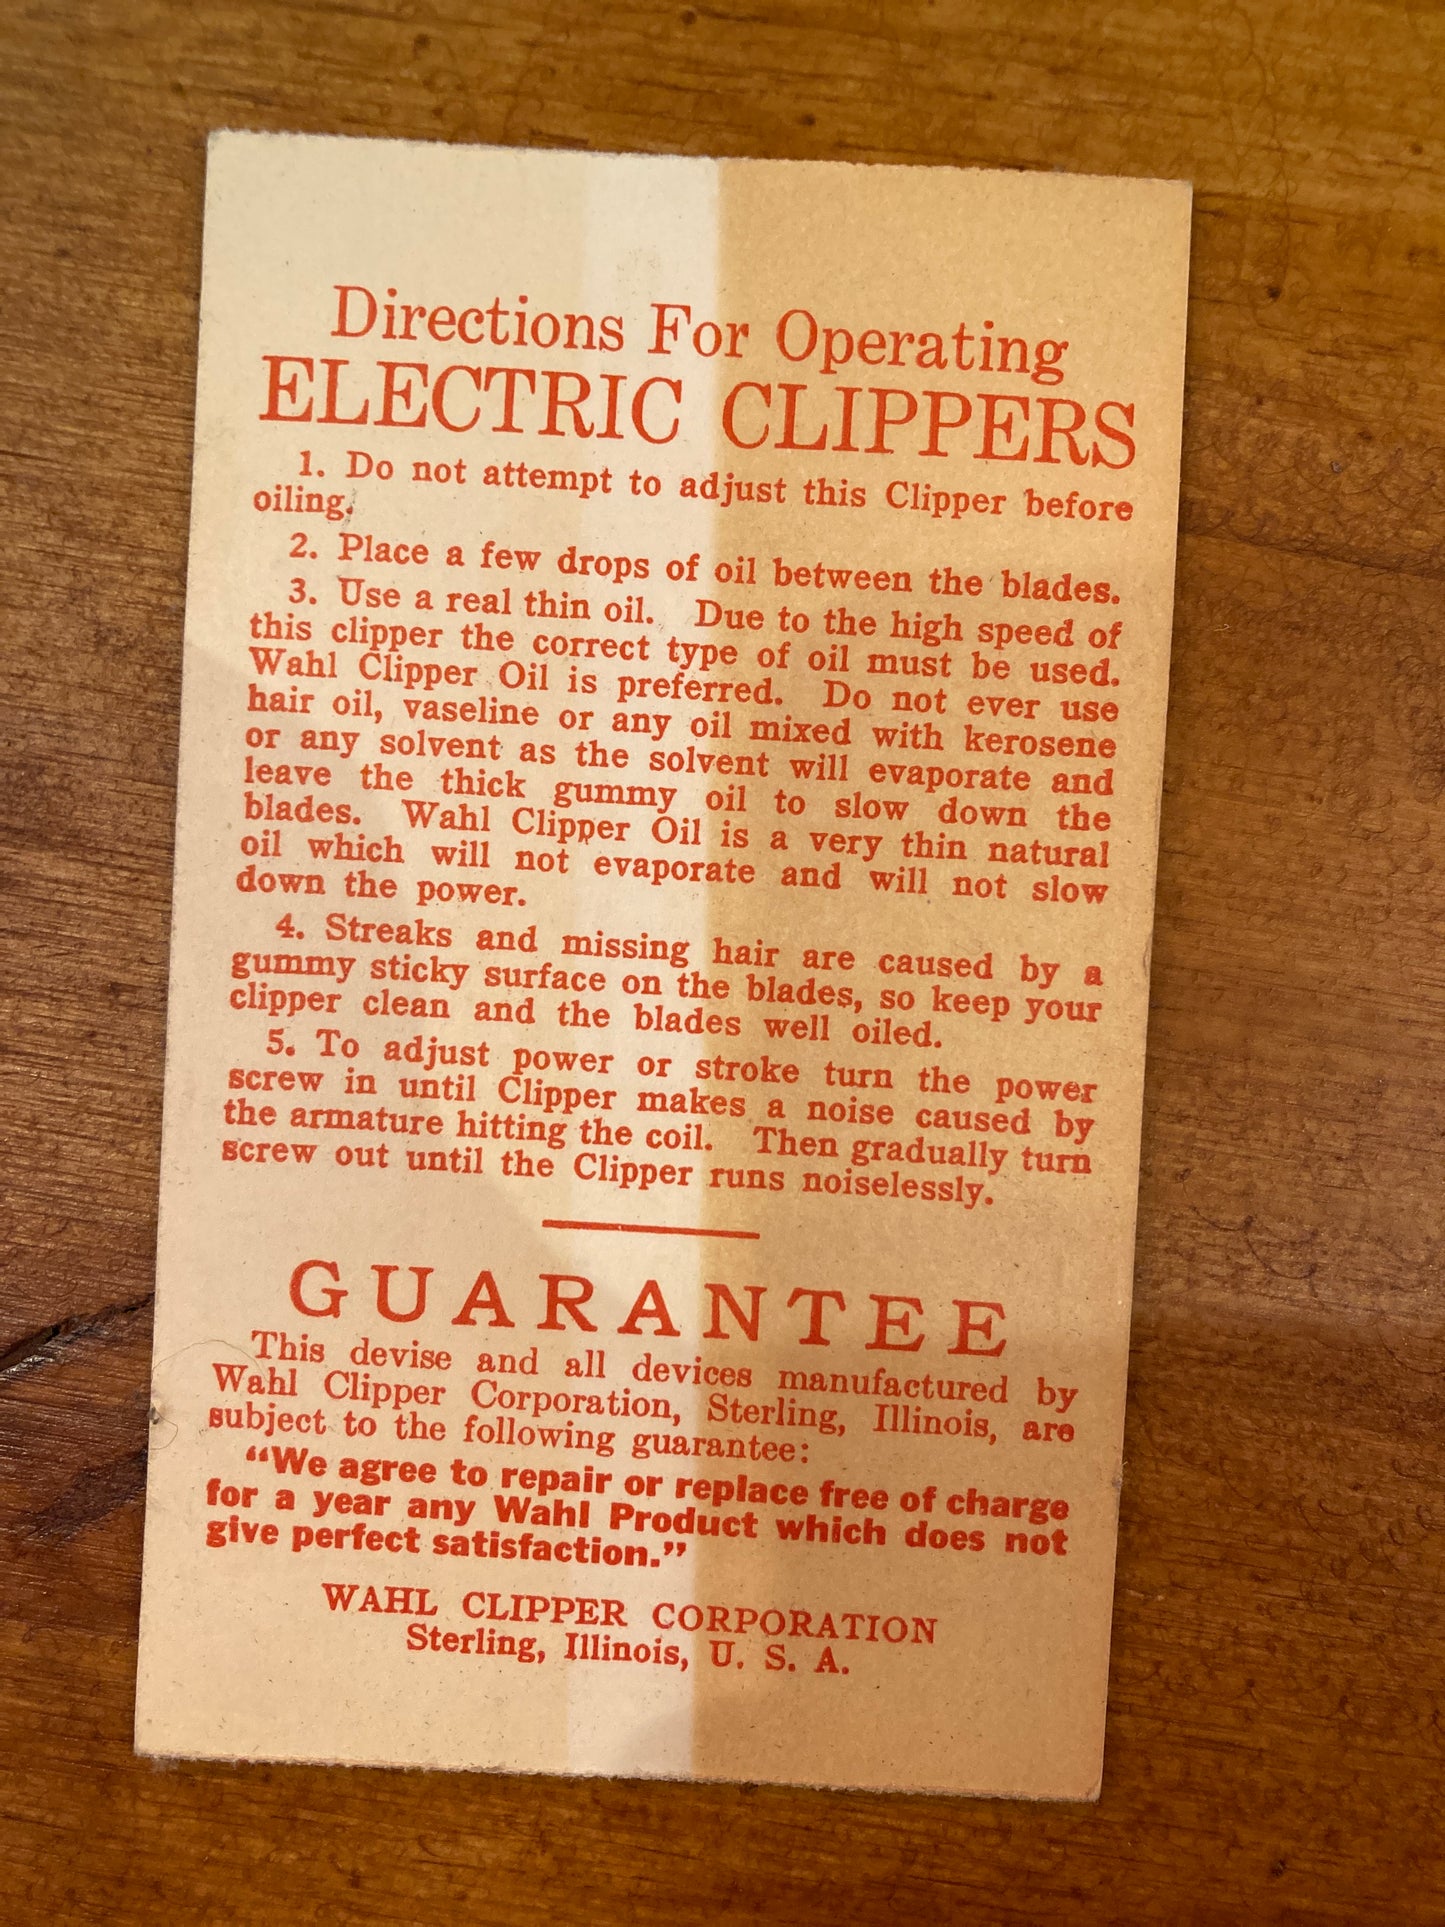 Directions For Operating
ELECTRIC CLIPPERS
1. Do not attempt to adjust this Clipper before
oiling.
2. Place a few drops of oil between the blades.
3. Use a real thin oil. Due to the high speed of
this clipper the correct type of oil must be used.
Wahl Clipper Oil is preferred. Do not ever use
hair oil, vaseline or any oil mixed with kerosene
or any solvent as the solvent will evaporate and
leave the thick gummy oil to slow down the
blades. Wahl Clipper Oil is a very thin natural
oil which will not evaporate and will not slow
down the power.
4. Streaks and missing hair are caused by a
gummy sticky surface on the blades, so keep your
clipper clean and the blades well oiled.
5. To adjust power or stroke turn the power
screw in until Clipper makes a noise caused by
the armature hitting the coil. Then gradually turn
screw out until the Clipper runs noiselessly.
GUARANTEE
This devise and all devices manufactured by
Wahl Clipper Corporation, Sterling, Illinois, are
subject to the following guarantee:
“We agree to repair or replace free of charge
for a year any Wahl Product which does not
give perfect satisfaction.”
WAHL CLIPPER CORPORATION
Sterling, Illinois, U. S. A.